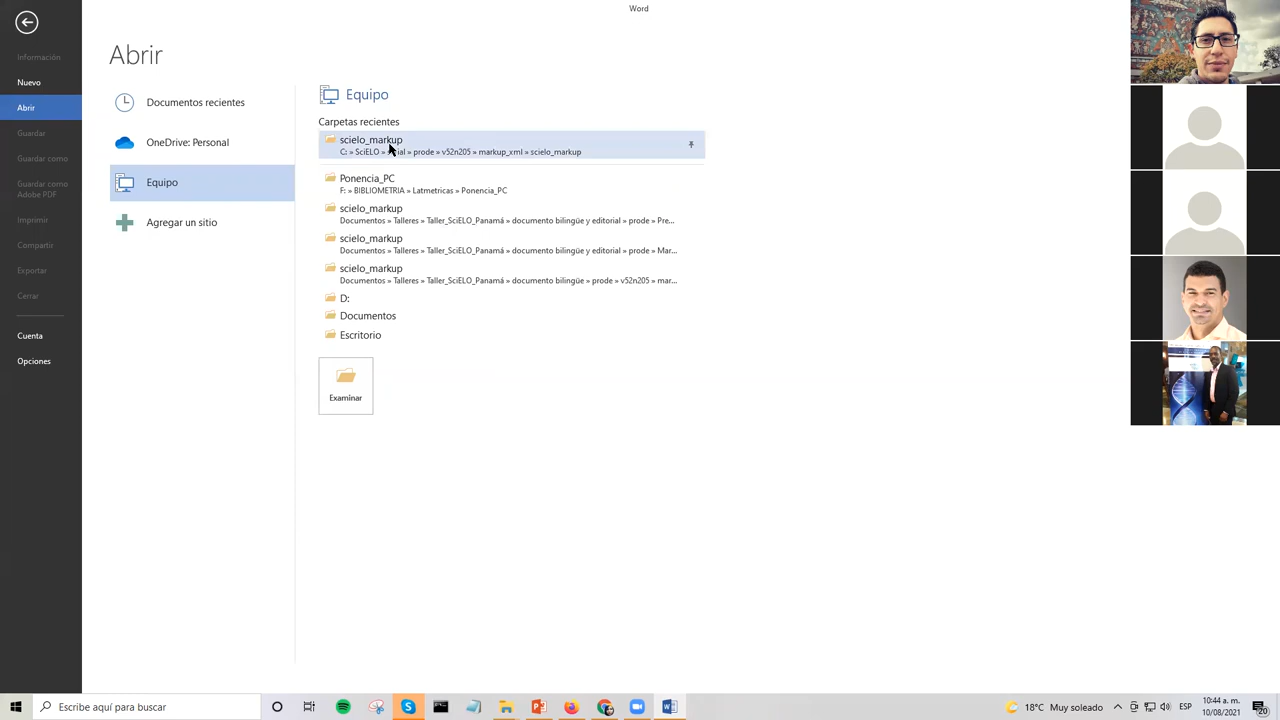 Word
Información
Nuevo
Abrir
Guardar
Guardar como
Guardar como
Adobe PDF
Imprimir
Compartir
Exportar
Cerrar
Cuenta
Opciones
Abrir
Documentos recientes
OneDrive: Personal
Equipo
Agregar un sitio
Equipo
Carpetas recientes
scielo_markup
C: » SciELO » » prode » v52n205 » markup_xml » scielo_markup
Ponencia_PC
F: » BIBLIOMETRIA » Latmetricas » Ponencia_PC
scielo_markup
Documentos » Talleres » Taller_SciELO_Panamá » documento bilingüe y editorial » prode » Pre...
scielo_markup
Documentos » Talleres » Taller_SciELO_Panamá » documento bilingüe y editorial » prode » Mar...
scielo_markup
Documentos » Talleres » Taller_SciELO_Panamá » documento bilingüe » prode » v52n205 » mar...
D:
Documentos
Escritorio
Examinar
Escribe aquí para buscar
18°C Muy soleado
ESP
10:44 a. m.
10/08/2021
20